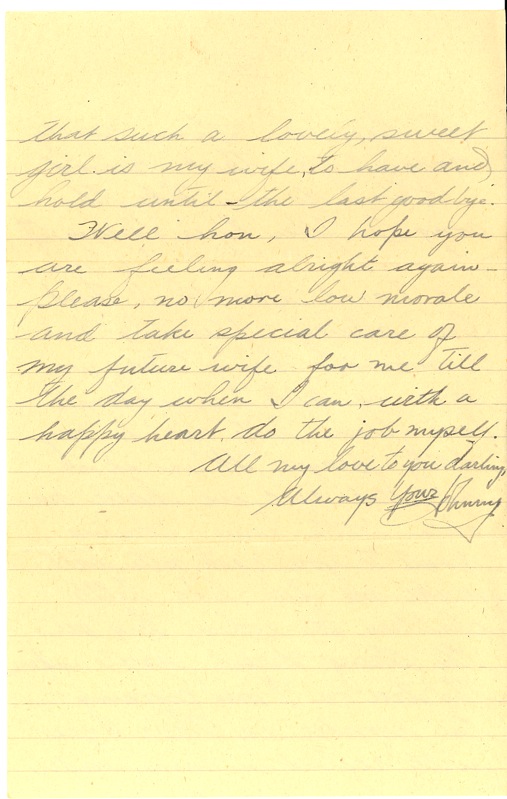 that such a lovely, sweet
girl is my wife, to have and
hold until the last goodbye.
Well hon, I hope you
are feeling alright again -
please, no more low morale
and take special care of
my future wife for me till
the day when I can, with a
happy heart, do the job myself.
All my love to you darling,
Always Your Johnny